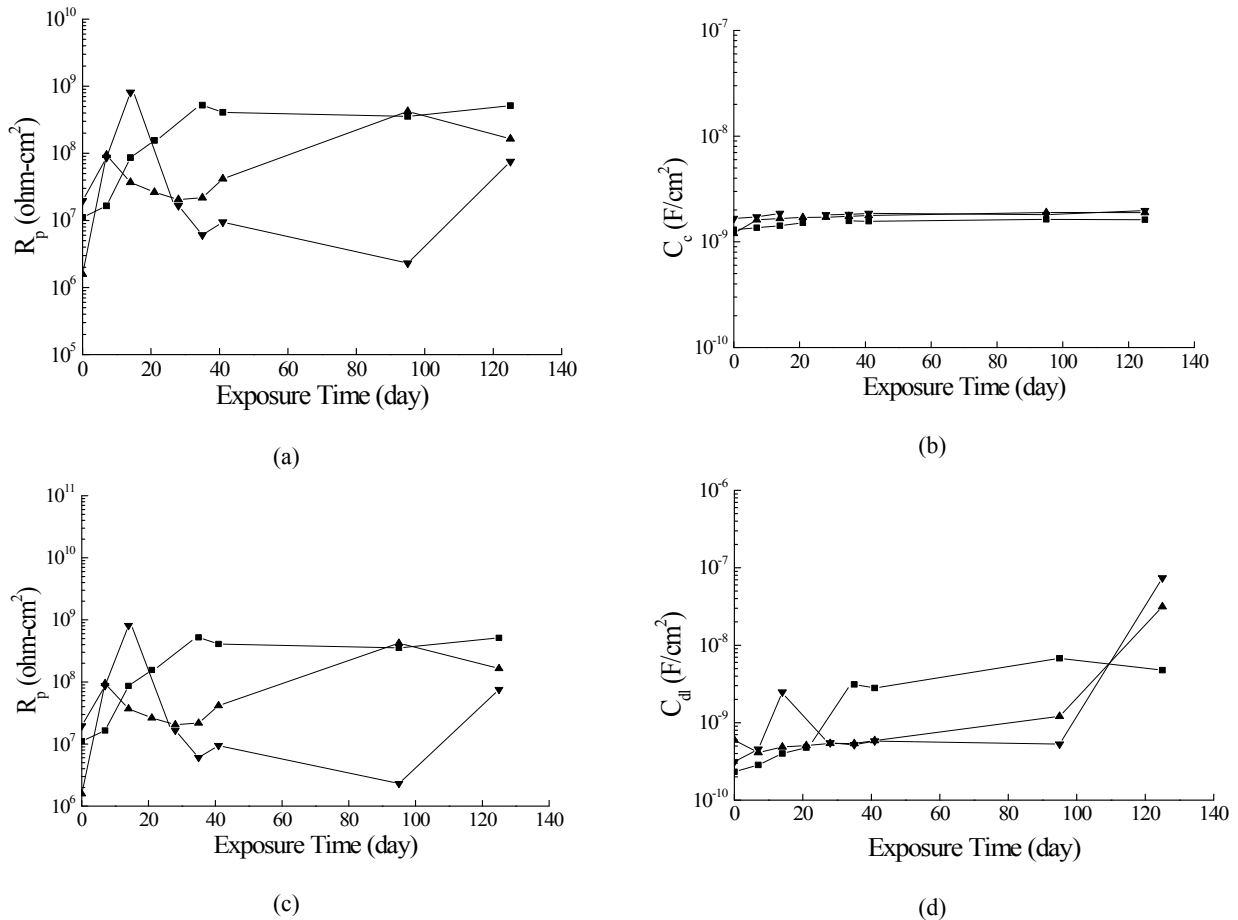 10^10
10^9
10^8
10^7
10^6
10^5
R_p (ohm-cm^2)
0 20 40 60 80 100 120 140
Exposure Time (day)
(a)
10^-7
10^-8
10^-9
10^-10
C_c (F/cm^2)
0 20 40 60 80 100 120 140
Exposure Time (day)
(b)
10^11
10^10
10^9
10^8
10^7
10^6
R_p (ohm-cm^2)
0 20 40 60 80 100 120 140
Exposure Time (day)
(c)
10^-6
10^-7
10^-8
10^-9
10^-10
C_dl (F/cm^2)
0 20 40 60 80 100 120 140
Exposure Time (day)
(d)